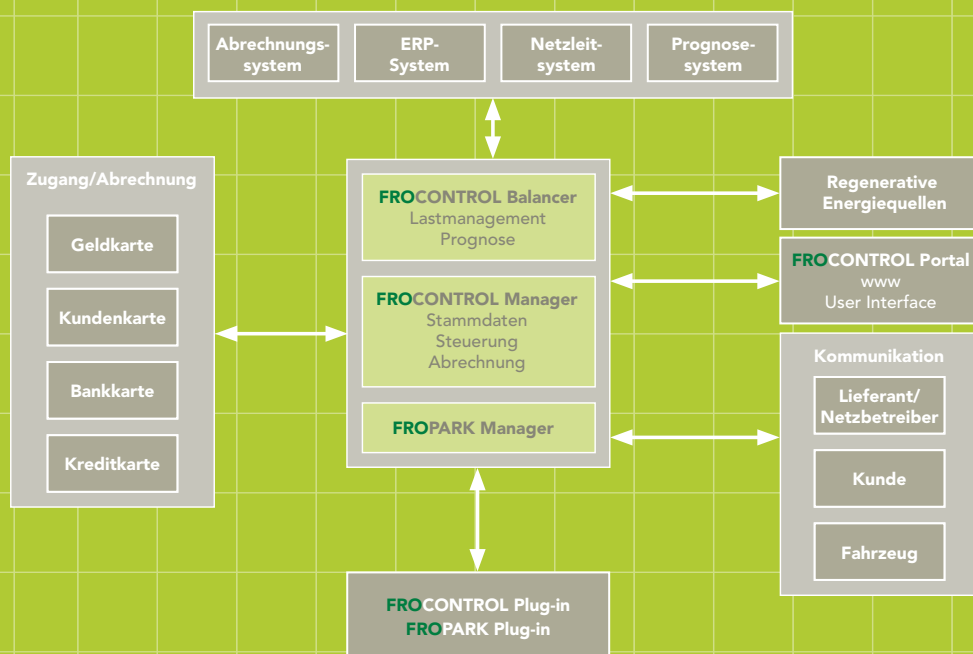 Abrechnungs-
system
ERP-
System
Netzleit-
system
Prognose-
system
Zugang/Abrechnung
Geldkarte
Kundenkarte
Bankkarte
Kreditkarte
FROCONTROL Balancer
Lastmanagement
Prognose
FROCONTROL Manager
Stammdaten
Steuerung
Abrechnung
FROPARK Manager
Regenerative
Energiequellen
FROCONTROL Portal
www
User Interface
Kommunikation
Lieferant/
Netzbetreiber
Kunde
Fahrzeug
FROCONTROL Plug-in
FROPARK Plug-in